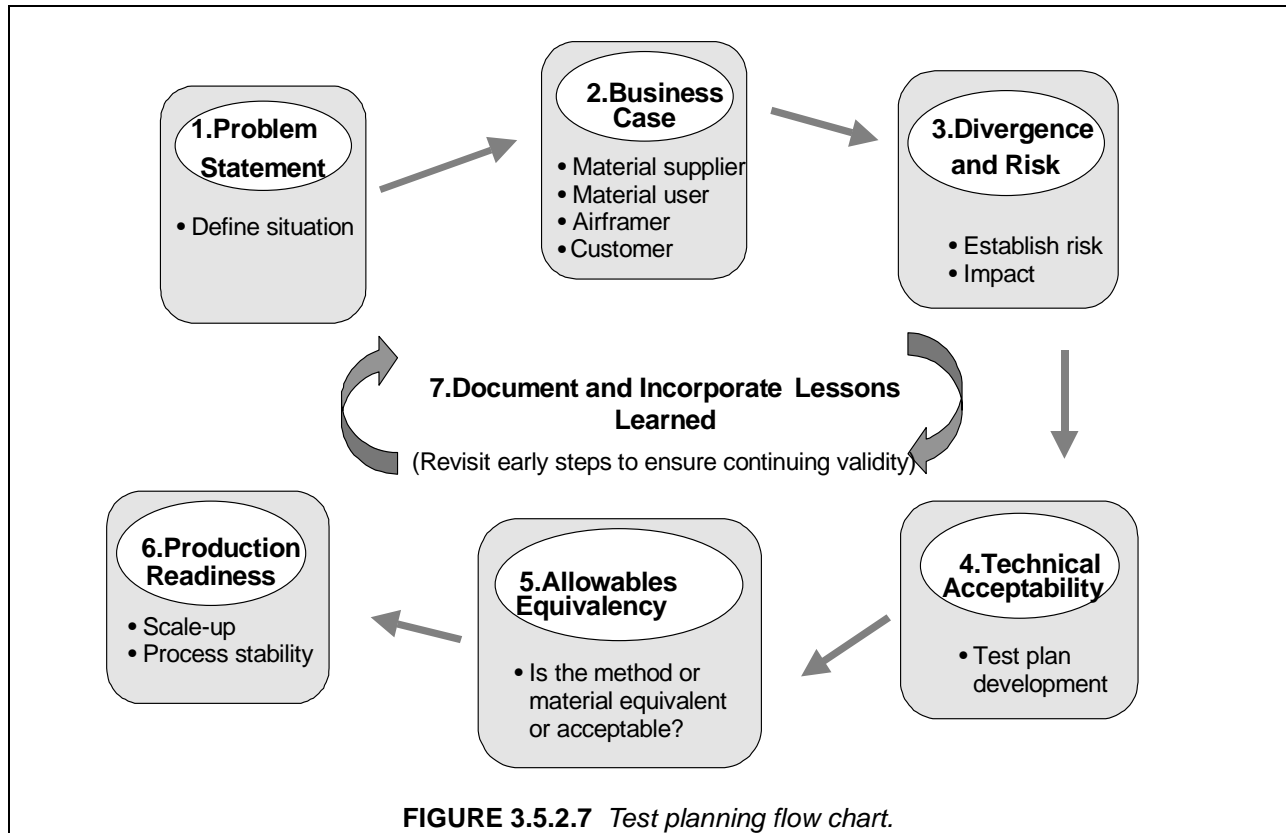 1.Problem
Statement
• Define situation
2.Business
Case
• Material supplier
• Material user
• Airframer
• Customer
3.Divergence
and Risk
• Establish risk
• Impact
4.Technical
Acceptability
• Test plan
development
5.Allowables
Equivalency
• Is the method or
material equivalent
or acceptable?
6.Production
Readiness
• Scale-up
• Process stability
7.Document and Incorporate Lessons
Learned
(Revisit early steps to ensure continuing validity)
FIGURE 3.5.2.7 Test planning flow chart.